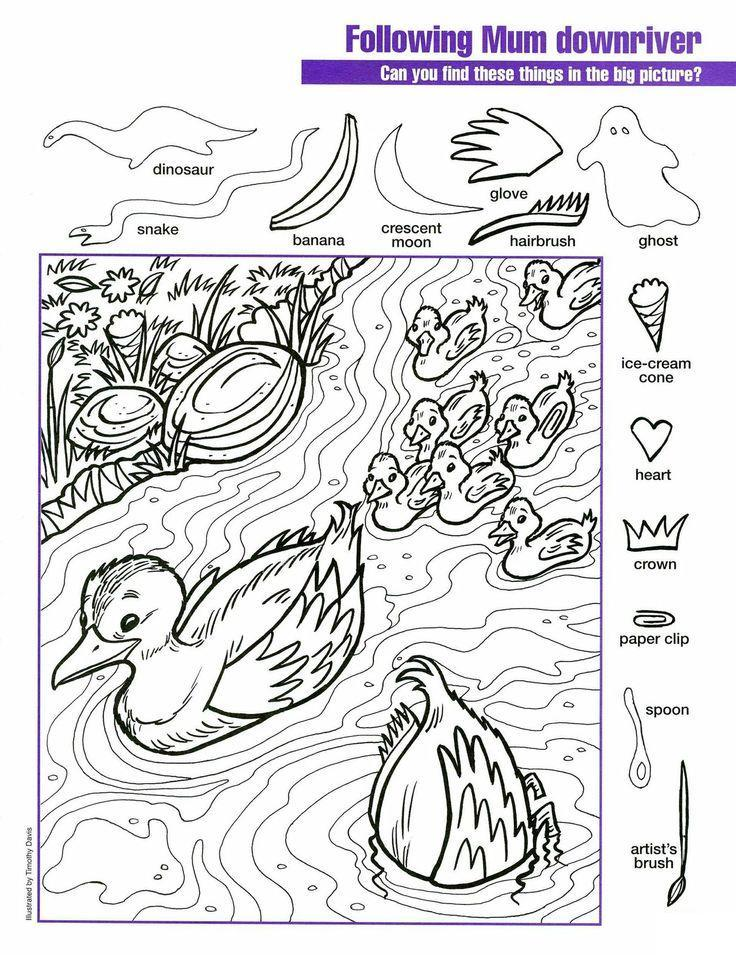 Following Mum downriver
Can you find these things in the big picture?
dinosaur
snake
banana
crescent
moon
glove
hairbrush
ghost
ice-cream
cone
heart
crown
paper clip
spoon
artist's
brush
Illustrated by Timothy Davis